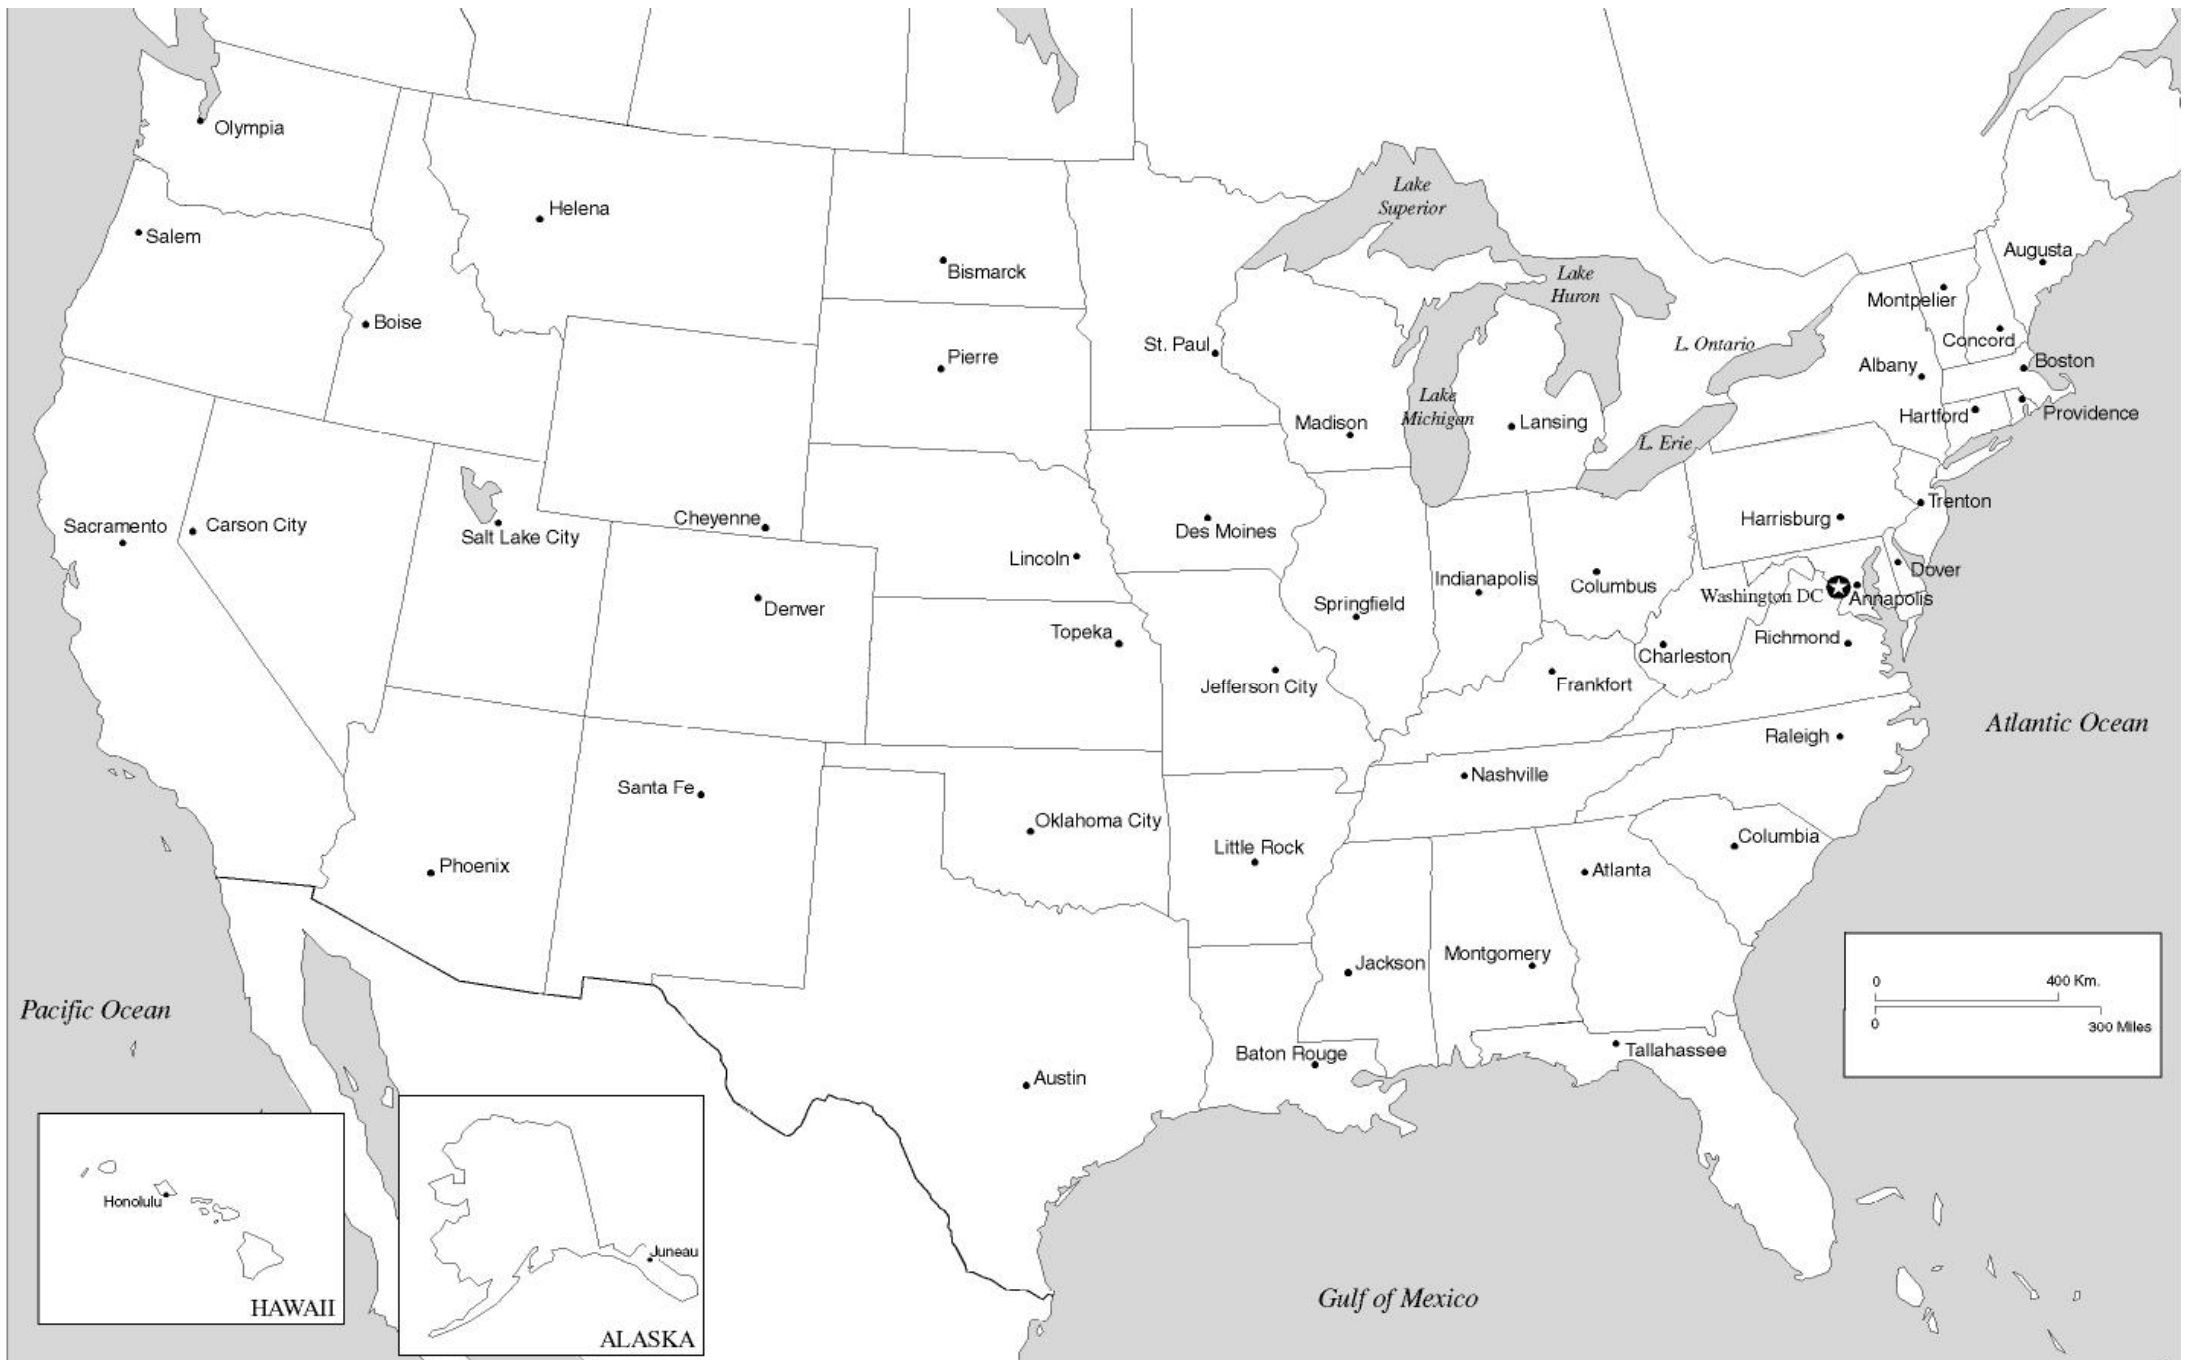 Olympia
Helena
Salem
Bismarck
Boise
Pierre
St. Paul
Lake
Superior
Lake
Huron
Augusta
Montpelier
Concord
L. Ontario
Albany
Boston
Lake
Michigan
Madison
Lansing
Hartford
Providence
L. Erie
Cheyenne
Sacramento
Carson City
Salt Lake City
Des Moines
Harrisburg
Trenton
Lincoln
Indianapolis
Columbus
Dover
Washington DC
Annapolis
Denver
Springfield
Topeka
Richmond
Charleston
Jefferson City
Frankfort
Atlantic Ocean
Raleigh
Nashville
Santa Fe
Oklahoma City
Columbia
Little Rock
Phoenix
Atlanta
Jackson
Montgomery
0
400 Km.
0
300 Miles
Pacific Ocean
Baton Rouge
Tallahassee
Austin
Honolulu
HAWAII
Juneau
ALASKA
Gulf of Mexico